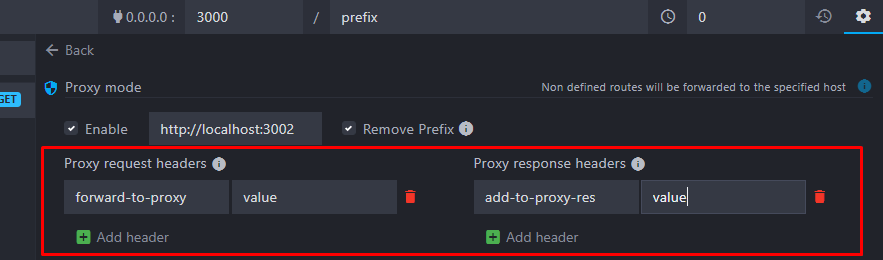 0.0.0.0 : 3000 / prefix 0
Back
GET
Proxy mode Non defined routes will be forwarded to the specified host
Enable http://localhost:3002 Remove Prefix
Proxy request headers Proxy response headers
forward-to-proxy value add-to-proxy-res value
Add header Add header